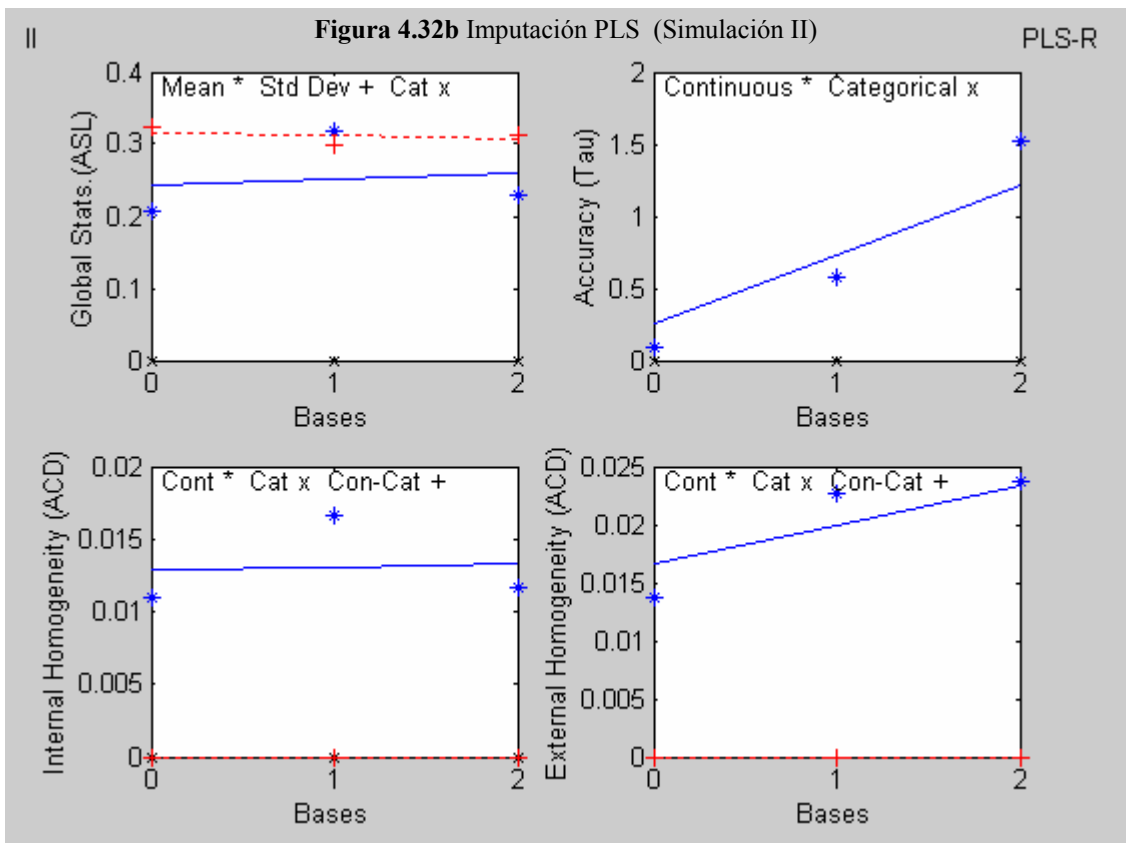 II
Figura 4.32b Imputación PLS (Simulación II)
PLS-R
Mean * Std Dev + Cat x
Global Stats.(ASL)
0.4
0.3
0.2
0.1
0
0
1
2
Bases
Continuous * Categorical x
Accuracy (Tau)
2
1.5
1
0.5
0
0
1
2
Bases
Cont * Cat x Con-Cat +
Internal Homogeneity (ACD)
0.02
0.015
0.01
0.005
0
0
1
2
Bases
Cont * Cat x Con-Cat +
External Homogeneity (ACD)
0.025
0.02
0.015
0.01
0.005
0
0
1
2
Bases